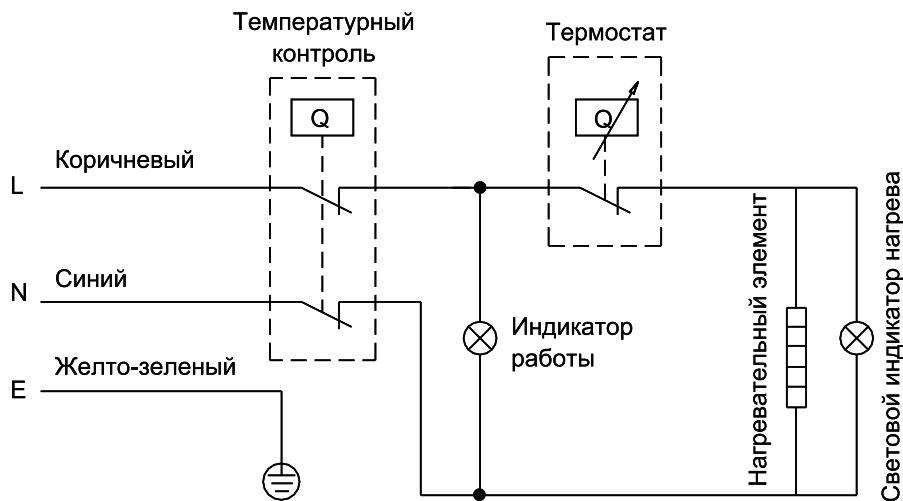 Температурный
контроль
Термостат
Q
Q
Коричневый
L
Синий
N
Индикатор
работы
Желто-зеленый
E
Нагревательный элемент
Световой индикатор нагрева